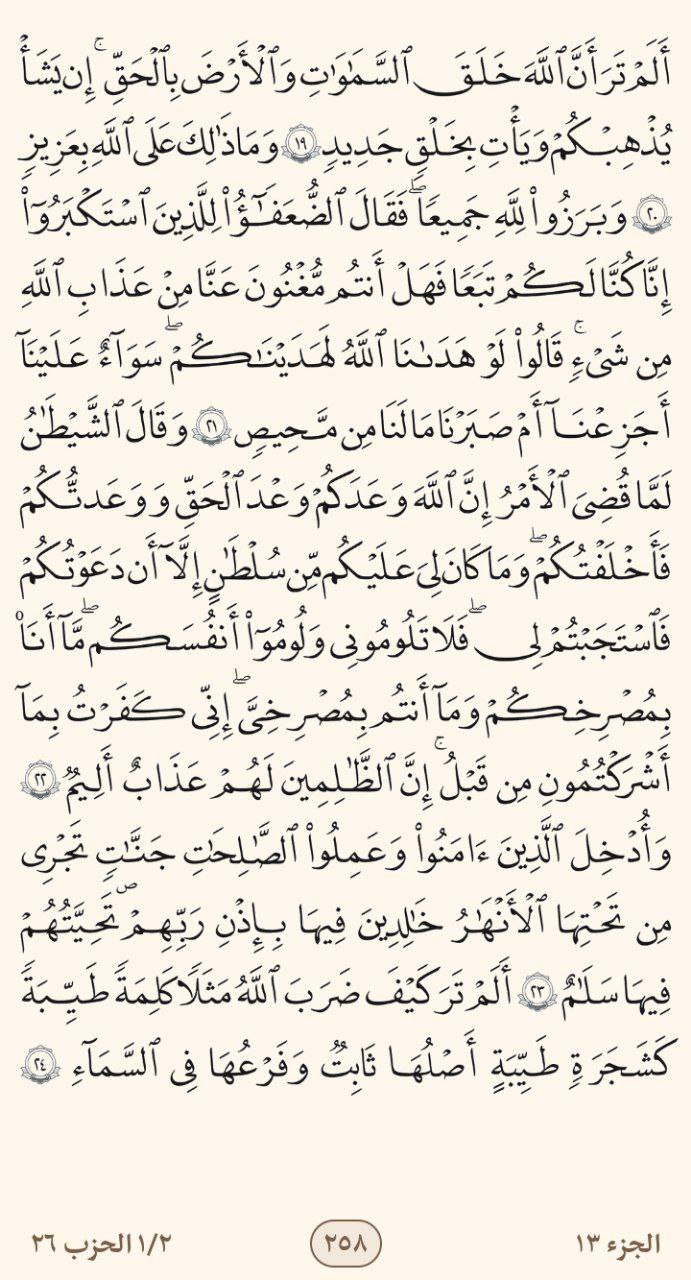 أَلَمْ تَرَ أَنَّ ٱللَّهَ خَلَقَ ٱلسَّمَٰوَٰتِ وَٱلْأَرْضَ بِٱلْحَقِّ ۚ إِن يَشَأْ
يُذْهِبْكُمْ وَيَأْتِ بِخَلْقٍ جَدِيدٍ ١٩ وَمَا ذَٰلِكَ عَلَى ٱللَّهِ بِعَزِيزٍ
٢٠ وَبَرَزُوا۟ لِلَّهِ جَمِيعًا ۖ فَقَالَ ٱلضُّعَفَٰٓؤُا۟ لِلَّذِينَ ٱسْتَكْبَرُوٓا۟
إِنَّا كُنَّا لَكُمْ تَبَعًا فَهَلْ أَنتُم مُّغْنُونَ عَنَّا مِنْ عَذَابِ ٱللَّهِ
مِن شَىْءٍ ۚ قَالُوا۟ لَوْ هَدَىٰنَا ٱللَّهُ لَهَدَيْنَٰكُمْ ۖ سَوَآءٌ عَلَيْنَآ
أَجَزِعْنَآ أَمْ صَبَرْنَا مَا لَنَا مِن مَّحِيصٍ ٢١ وَقَالَ ٱلشَّيْطَٰنُ
لَمَّا قُضِىَ ٱلْأَمْرُ إِنَّ ٱللَّهَ وَعَدَكُمْ وَعْدَ ٱلْحَقِّ وَوَعَدتُّكُمْ
فَأَخْلَفْتُكُمْ ۖ وَمَا كَانَ لِىَ عَلَيْكُم مِّن سُلْطَٰنٍ إِلَّآ أَن دَعَوْتُكُمْ
فَٱسْتَجَبْتُمْ لِى ۖ فَلَا تَلُومُونِى وَلُومُوٓا۟ أَنفُسَكُم ۖ مَّآ أَنَا۠
بِمُصْرِخِكُمْ وَمَآ أَنتُم بِمُصْرِخِىَّ ۖ إِنِّى كَفَرْتُ بِمَآ
أَشْرَكْتُمُونِ مِن قَبْلُ ۚ إِنَّ ٱلظَّٰلِمِينَ لَهُمْ عَذَابٌ أَلِيمٌ ٢٢
وَأُدْخِلَ ٱلَّذِينَ ءَامَنُوا۟ وَعَمِلُوا۟ ٱلصَّٰلِحَٰتِ جَنَّٰتٍ تَجْرِى
مِن تَحْتِهَا ٱلْأَنْهَٰرُ خَٰلِدِينَ فِيهَا بِإِذْنِ رَبِّهِمْ ۖ تَحِيَّتُهُمْ
فِيهَا سَلَٰمٌ ٢٣ أَلَمْ تَرَ كَيْفَ ضَرَبَ ٱللَّهُ مَثَلًا كَلِمَةً طَيِّبَةً
كَشَجَرَةٍ طَيِّبَةٍ أَصْلُهَا ثَابِتٌ وَفَرْعُهَا فِى ٱلسَّمَآءِ ٢٤
الجزء ١٣ ٢٥٨ ١/٢ الحزب ٢٦